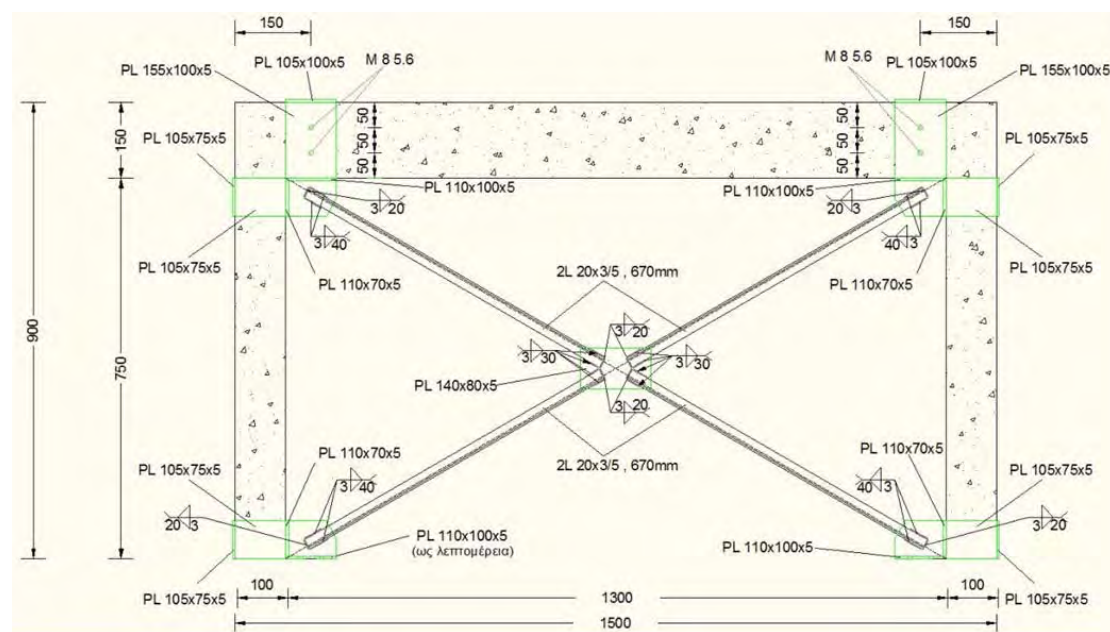 150
150
M 8 5.6
M 8 5.6
PL 105x100x5
PL 105x100x5
PL 155x100x5
PL 155x100x5
50
50
50
50
50
50
150
900
750
PL 105x75x5
PL 105x75x5
PL 110x100x5
PL 110x100x5
3 20
20 3
3 40
40 3
PL 105x75x5
PL 105x75x5
PL 110x70x5
PL 110x70x5
2L 20x3/5 , 670mm
3 20
3 30
3 30
PL 140x80x5
3 20
2L 20x3/5 , 670mm
PL 110x70x5
PL 110x70x5
PL 105x75x5
PL 105x75x5
3 40
40 3
20 3
3 20
PL 110x100x5
(ως λεπτομέρεια)
PL 110x100x5
PL 105x75x5
PL 105x75x5
100
1300
100
1500